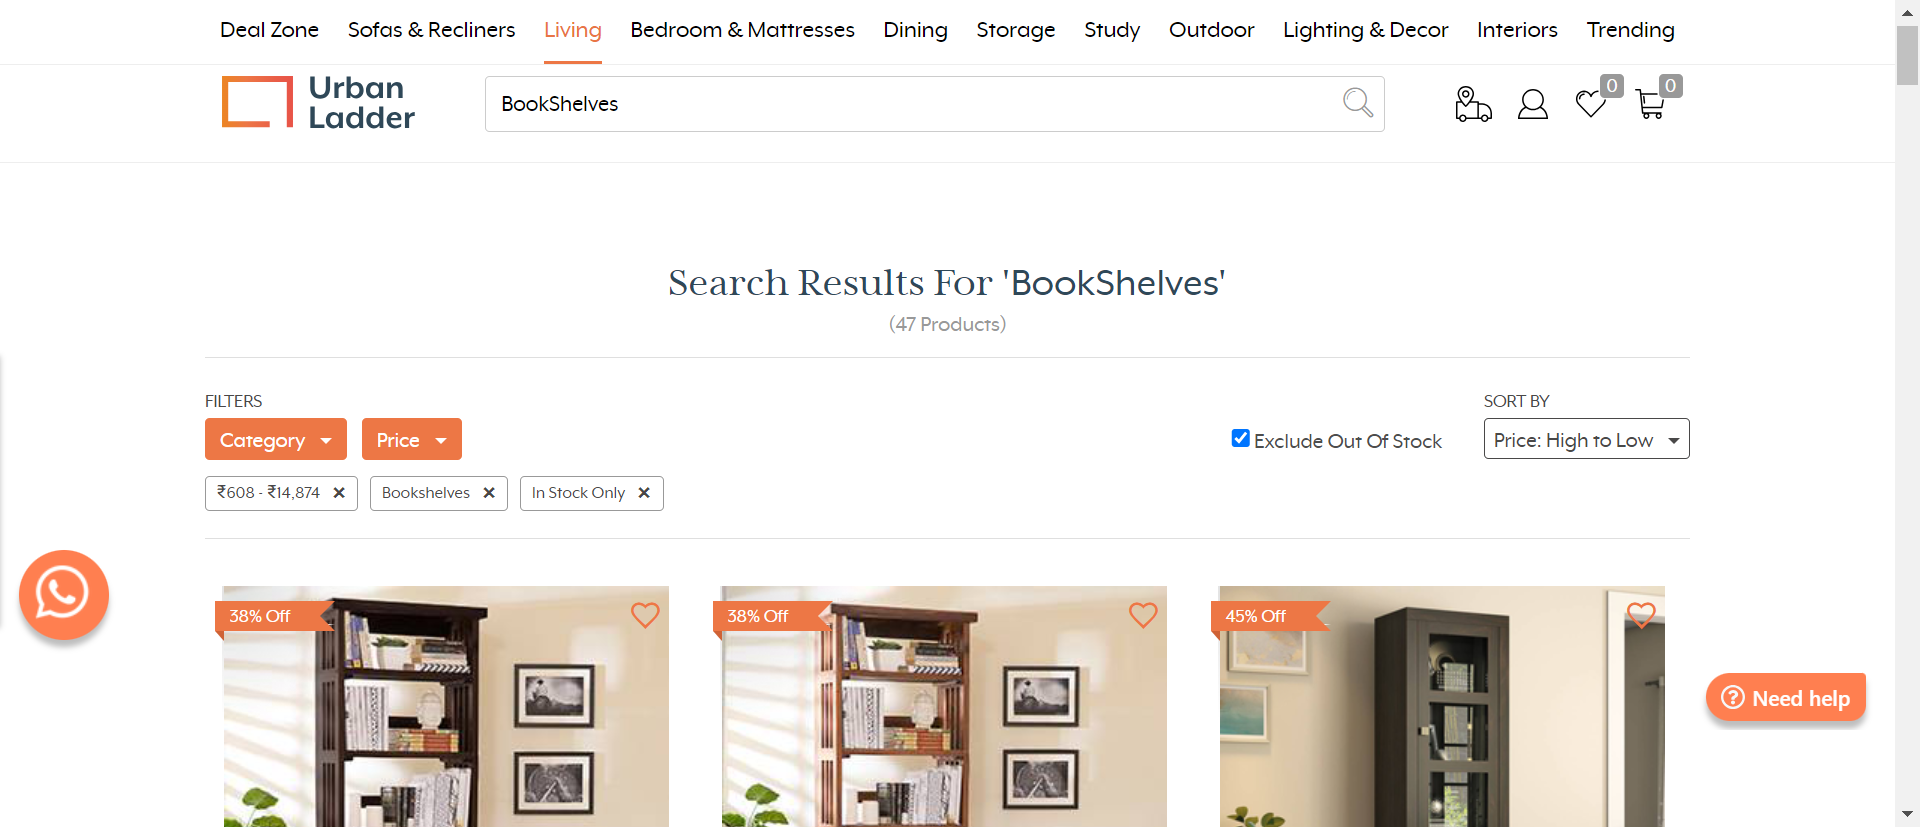 Deal Zone Sofas & Recliners Living Bedroom & Mattresses Dining Storage Study Outdoor Lighting & Decor Interiors Trending
Urban
Ladder
BookShelves
0
0
Search Results For 'BookShelves'
(47 Products)
FILTERS
SORT BY
Category
Price
Exclude Out Of Stock
Price: High to Low
₹608 - ₹14,874 ✕
Bookshelves ✕
In Stock Only ✕
38% Off
38% Off
45% Off
Need help